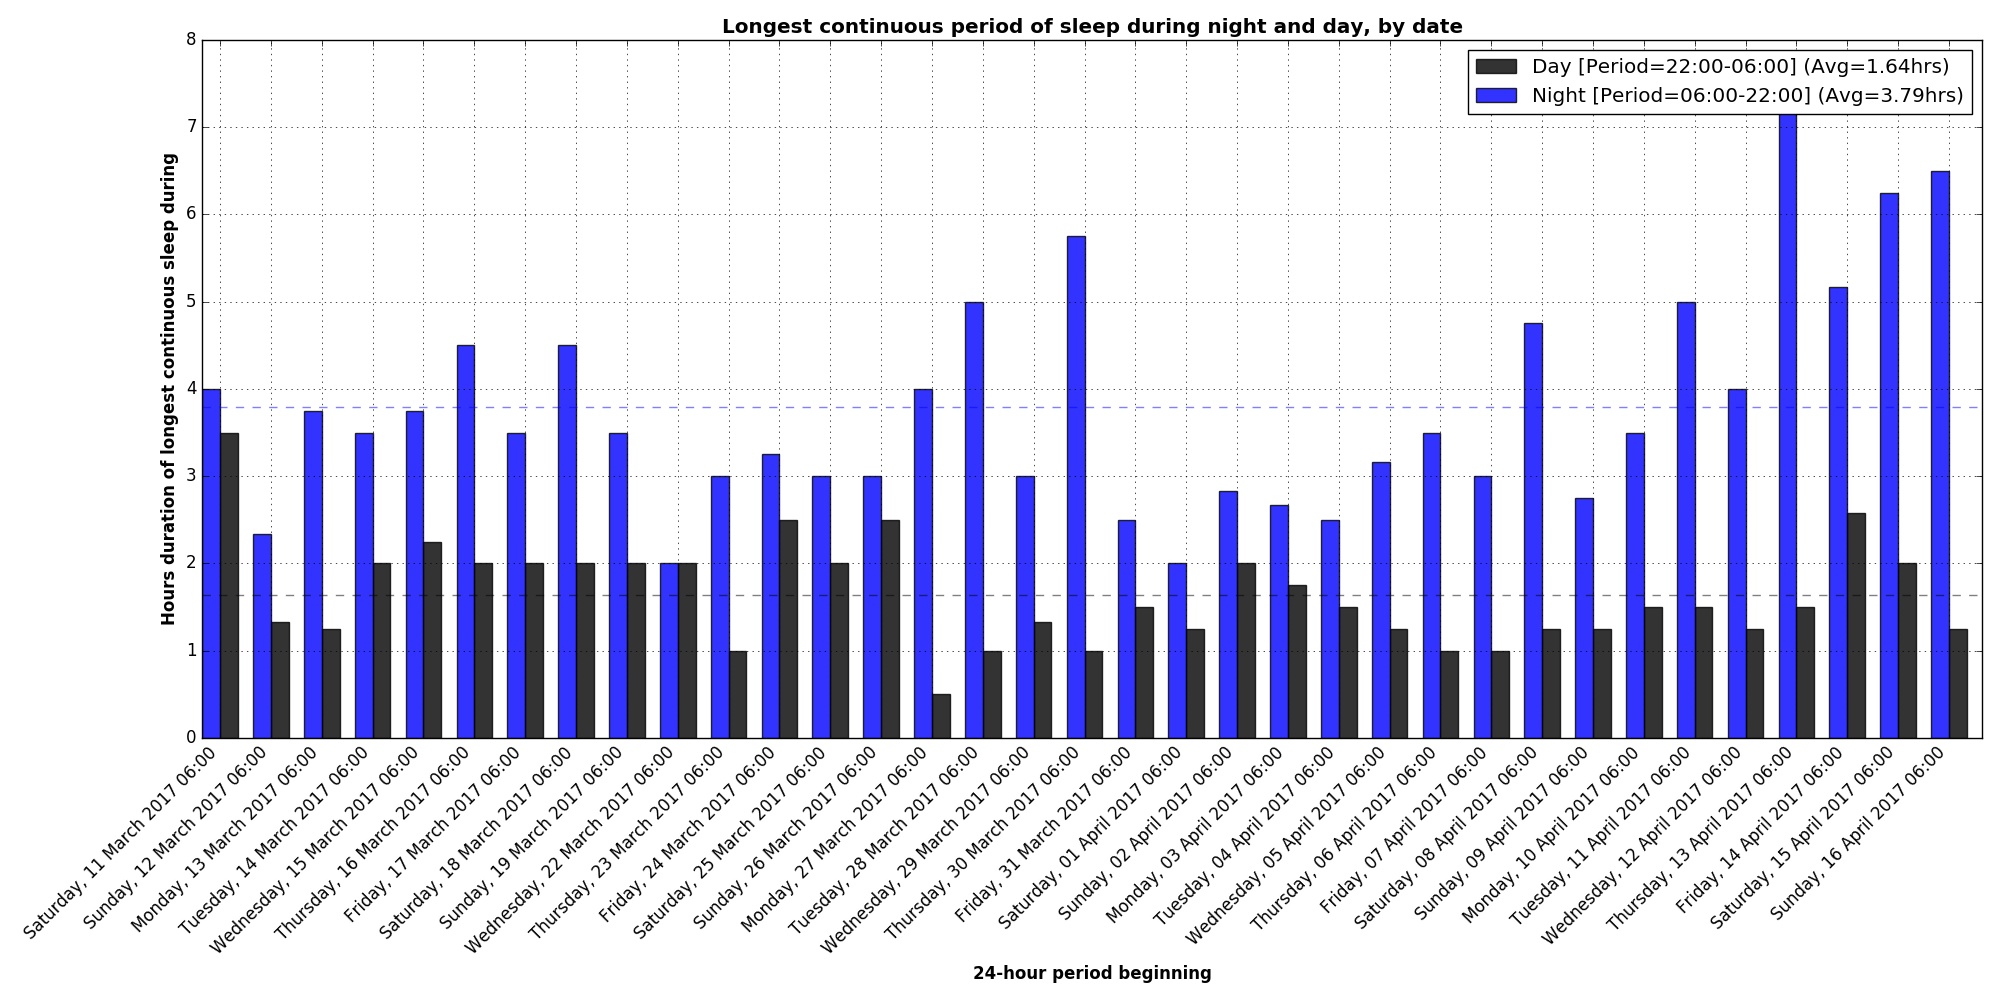 Longest continuous period of sleep during night and day, by date
Day [Period=22:00-06:00] (Avg=1.64hrs)
Night [Period=06:00-22:00] (Avg=3.79hrs)
Hours duration of longest continuous sleep during
8
7
6
5
4
3
2
1
0
Saturday, 11 March 2017 06:00
Sunday, 12 March 2017 06:00
Monday, 13 March 2017 06:00
Tuesday, 14 March 2017 06:00
Wednesday, 15 March 2017 06:00
Thursday, 16 March 2017 06:00
Friday, 17 March 2017 06:00
Saturday, 18 March 2017 06:00
Sunday, 19 March 2017 06:00
Wednesday, 22 March 2017 06:00
Thursday, 23 March 2017 06:00
Friday, 24 March 2017 06:00
Saturday, 25 March 2017 06:00
Sunday, 26 March 2017 06:00
Monday, 27 March 2017 06:00
Tuesday, 28 March 2017 06:00
Wednesday, 29 March 2017 06:00
Thursday, 30 March 2017 06:00
Friday, 31 March 2017 06:00
Saturday, 01 April 2017 06:00
Sunday, 02 April 2017 06:00
Monday, 03 April 2017 06:00
Tuesday, 04 April 2017 06:00
Wednesday, 05 April 2017 06:00
Thursday, 06 April 2017 06:00
Friday, 07 April 2017 06:00
Saturday, 08 April 2017 06:00
Sunday, 09 April 2017 06:00
Monday, 10 April 2017 06:00
Tuesday, 11 April 2017 06:00
Wednesday, 12 April 2017 06:00
Thursday, 13 April 2017 06:00
Friday, 14 April 2017 06:00
Saturday, 15 April 2017 06:00
Sunday, 16 April 2017 06:00
24-hour period beginning